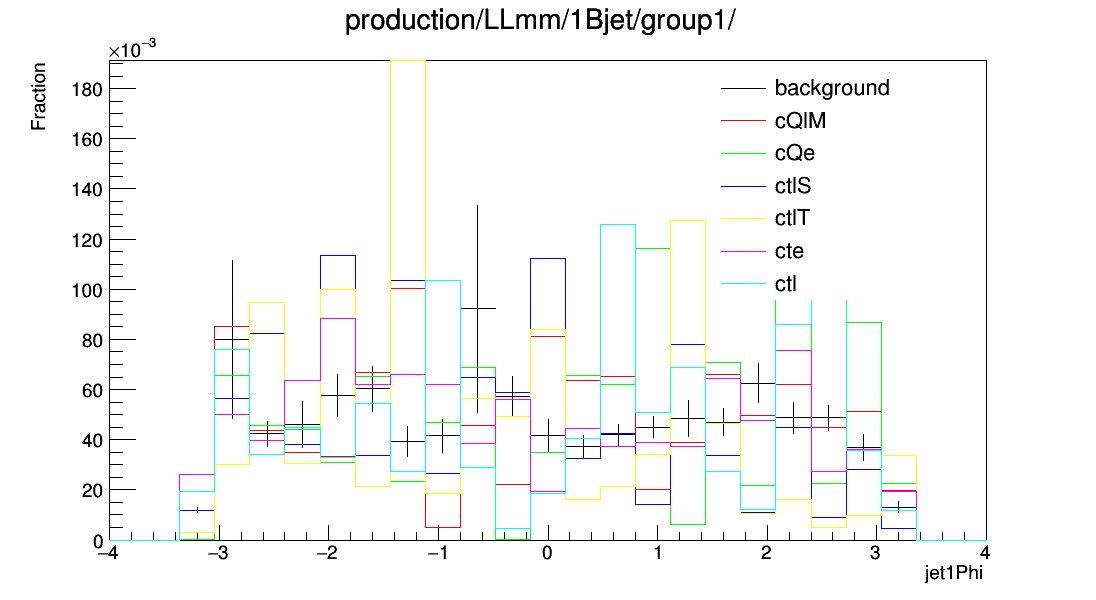 production/LLmm/1Bjet/group1/
×10⁻³
Fraction
180
160
140
120
100
80
60
40
20
0
background
cQlM
cQe
ctlS
ctlT
cte
ctl
−4 −3 −2 −1 0 1 2 3 4
jet1Phi